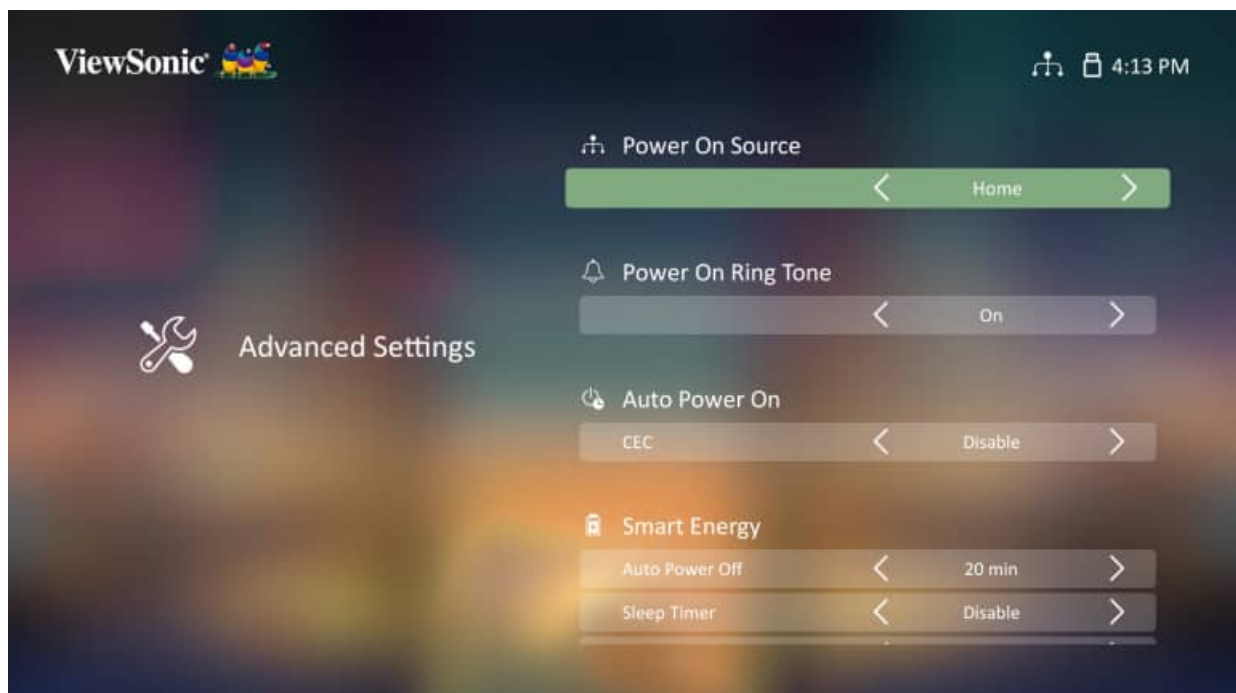 ViewSonic
4:13 PM
Power On Source
Home
Power On Ring Tone
On
Advanced Settings
Auto Power On
CEC Disable
Smart Energy
Auto Power Off 20 min
Sleep Timer Disable